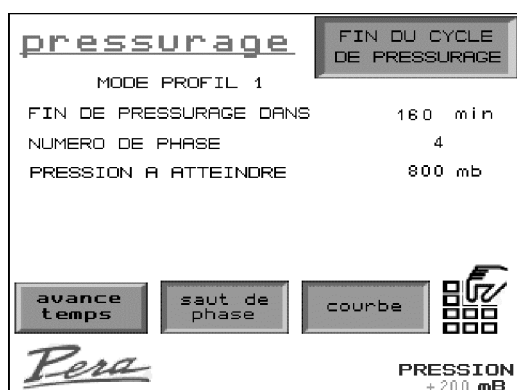 pressurage
FIN DU CYCLE
DE PRESSURAGE
MODE PROFIL 1
FIN DE PRESSURAGE DANS 160 min
NUMERO DE PHASE 4
PRESSION A ATTEINDRE 800 mb
avance
temps
saut de
phase
courbe
Pera
PRESSION
+200 mB